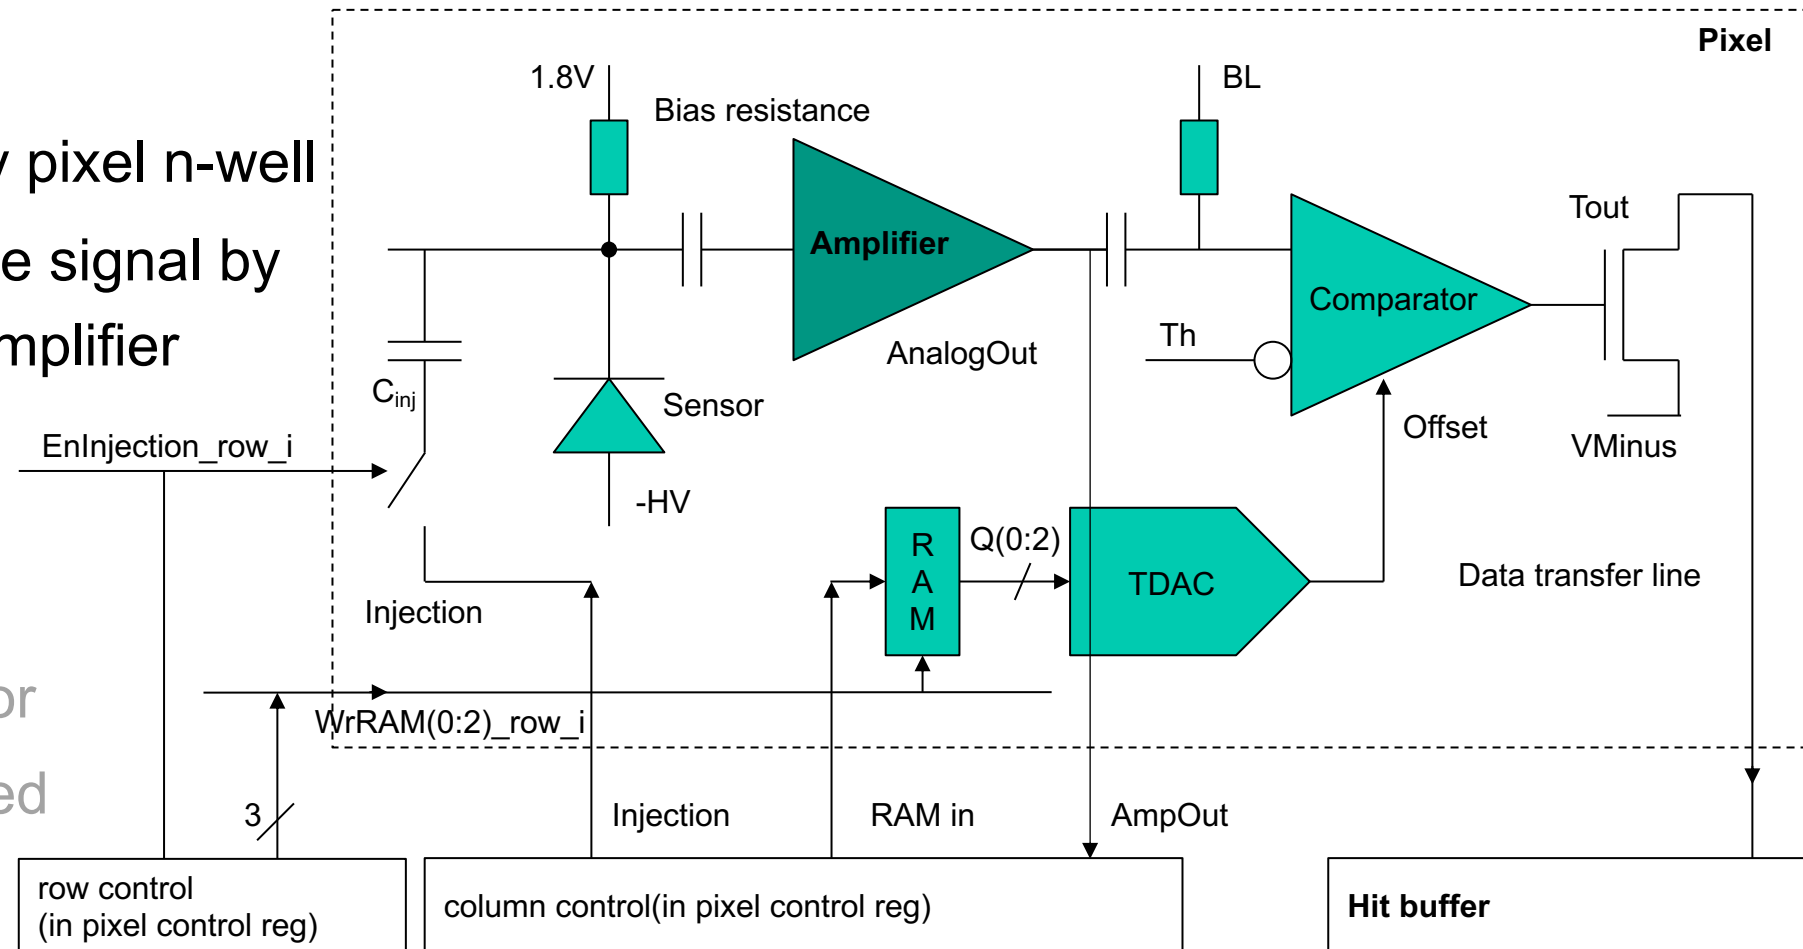 Pixel
1.8V
BL
Bias resistance
pixel n-well
Tout
e signal by
Amplifier
Comparator
mplifier
AnalogOut
Th
Cinj
Sensor
Offset
EnInjection_row_i
VMinus
-HV
R
A
M
Q(0:2)
TDAC
Data transfer line
Injection
or
WrRAM(0:2)_row_i
ed
3
Injection
RAM in
AmpOut
row control
(in pixel control reg)
column control(in pixel control reg)
Hit buffer